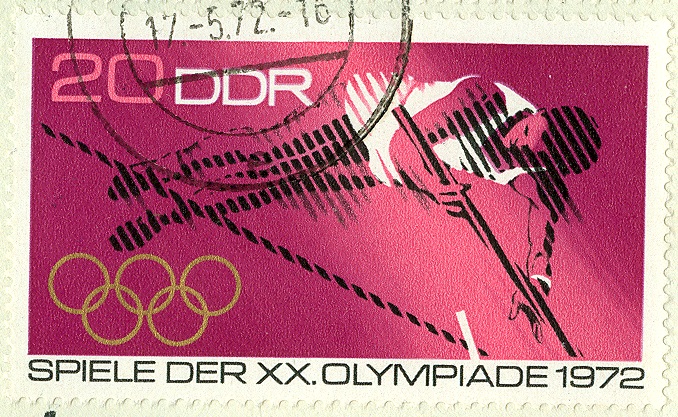 17.-5.72.-16
20 DDR
SPIELE DER XX. OLYMPIADE 1972